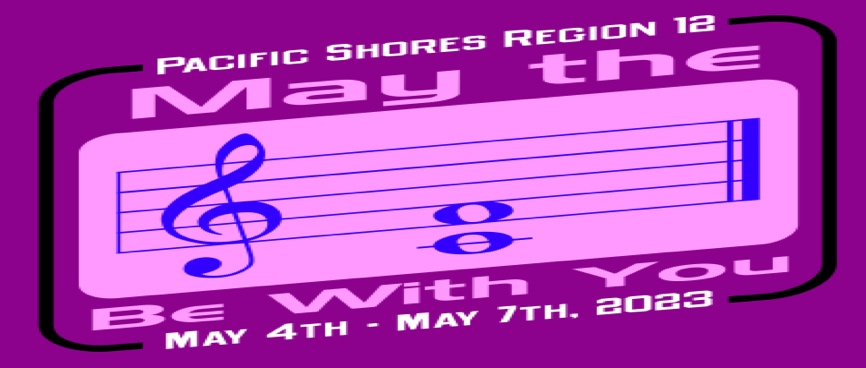 Pacific Shores Region 12
May the
Be With You
May 4th - May 7th, 2023